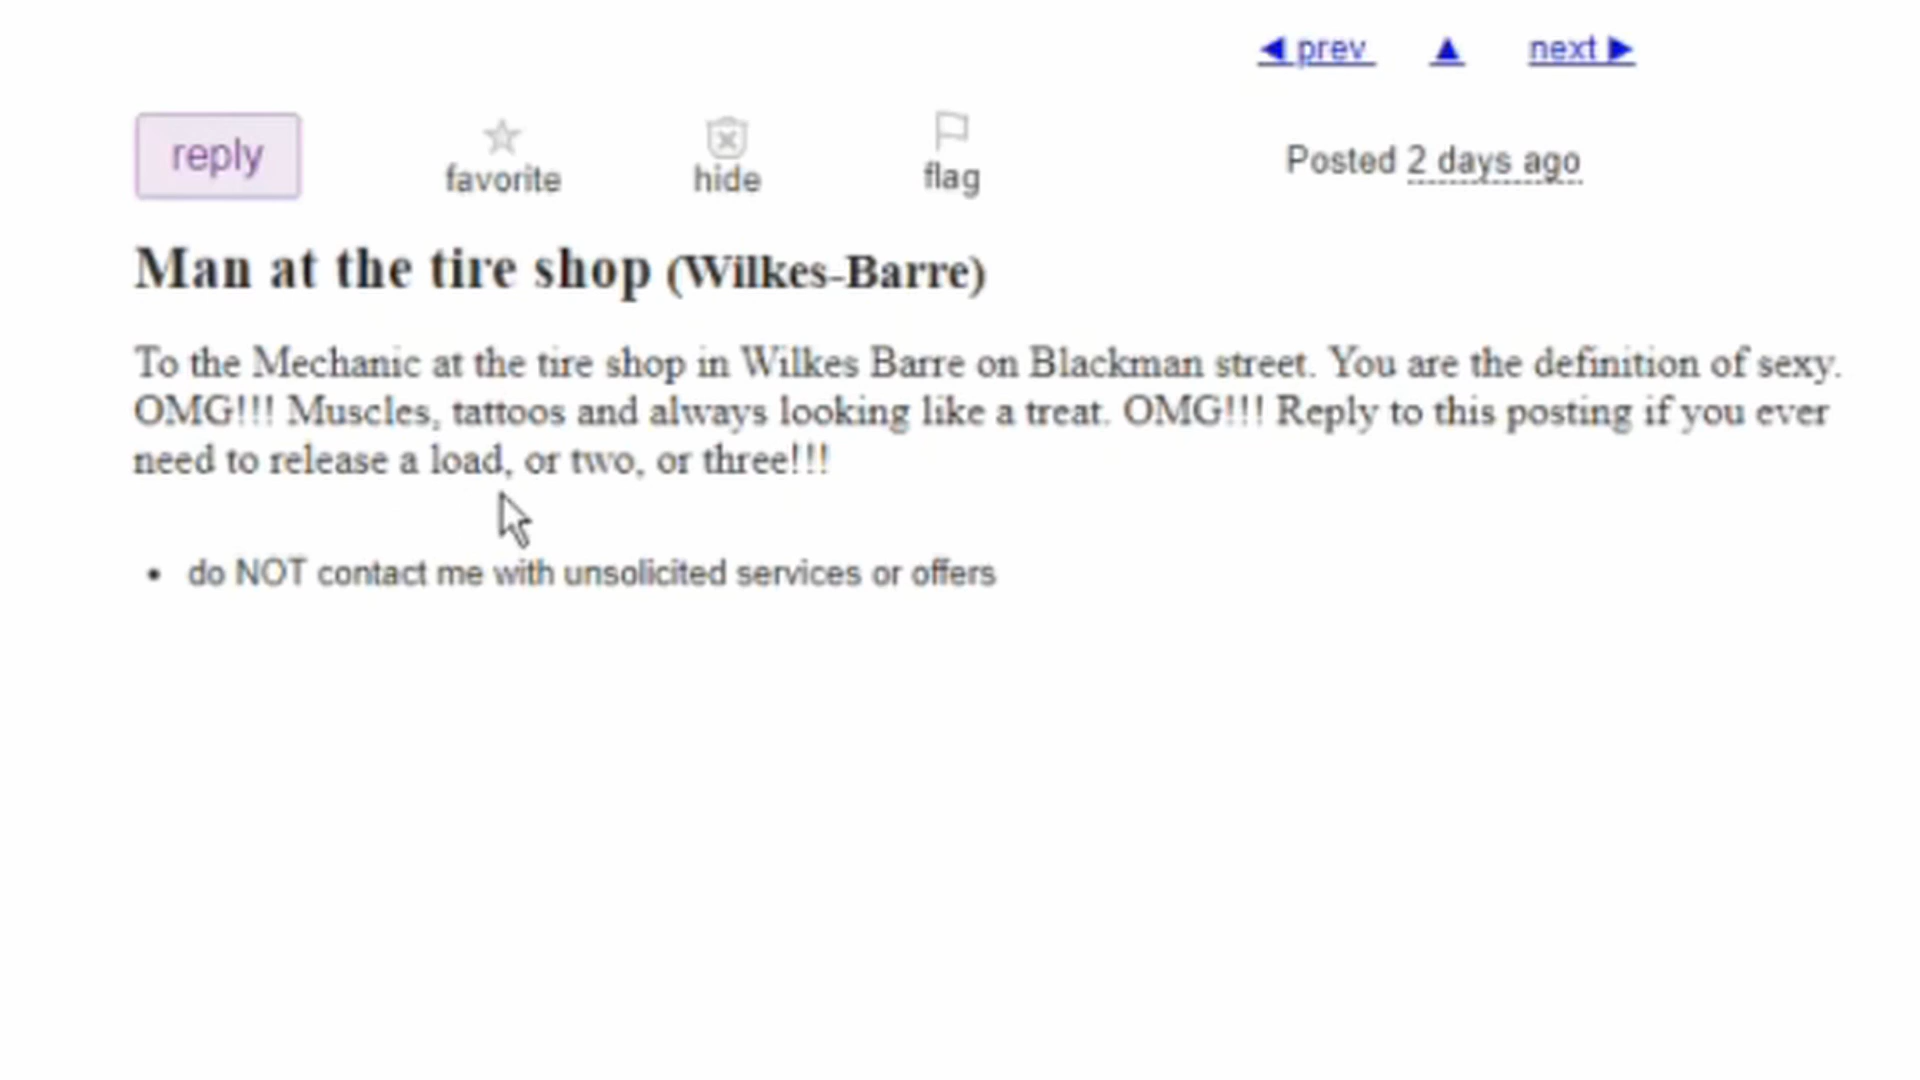 ◀ prev ▲ next ▶
reply favorite hide flag Posted 2 days ago
Man at the tire shop (Wilkes-Barre)
To the Mechanic at the tire shop in Wilkes Barre on Blackman street. You are the definition of sexy.
OMG!!! Muscles, tattoos and always looking like a treat. OMG!!! Reply to this posting if you ever
need to release a load, or two, or three!!!
• do NOT contact me with unsolicited services or offers